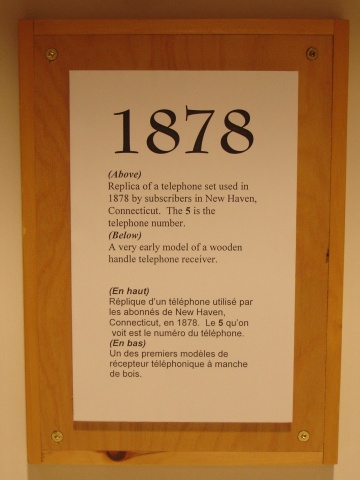 1878
(Above)
Replica of a telephone set used in
1878 by subscribers in New Haven,
Connecticut. The 5 is the
telephone number.
(Below)
A very early model of a wooden
handle telephone receiver.
(En haut)
Réplique d'un téléphone utilisé par
les abonnés de New Haven,
Connecticut, en 1878. Le 5 qu'on
voit est le numéro du téléphone.
(En bas)
Un des premiers modèles de
récepteur téléphonique à manche
de bois.